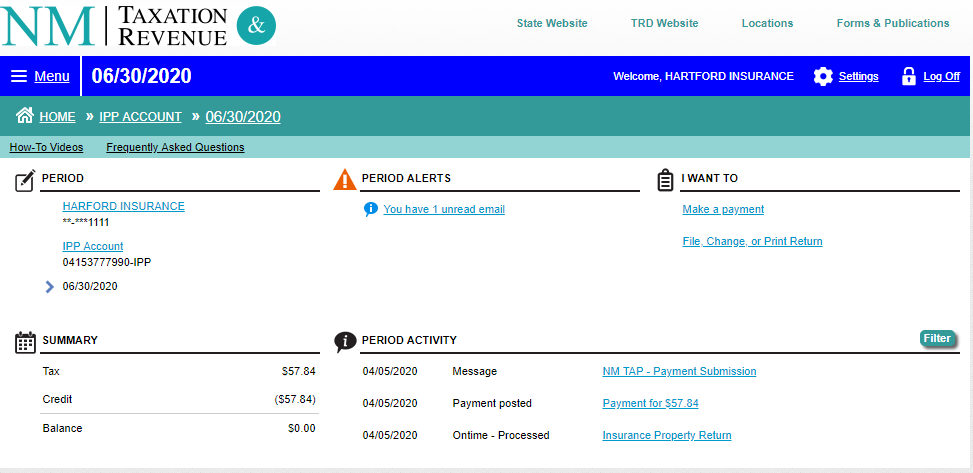 NM TAXATION & REVENUE
State Website TRD Website Locations Forms & Publications
Menu 06/30/2020 Welcome, HARTFORD INSURANCE Settings Log Off
HOME » IPP ACCOUNT » 06/30/2020
How-To Videos Frequently Asked Questions
PERIOD
HARFORD INSURANCE
**-***1111
IPP Account
04153777990-IPP
06/30/2020
PERIOD ALERTS
You have 1 unread email
I WANT TO
Make a payment
File, Change, or Print Return
SUMMARY
Tax $57.84
Credit ($57.84)
Balance $0.00
PERIOD ACTIVITY
Filter
04/05/2020 Message NM TAP - Payment Submission
04/05/2020 Payment posted Payment for $57.84
04/05/2020 Ontime - Processed Insurance Property Return